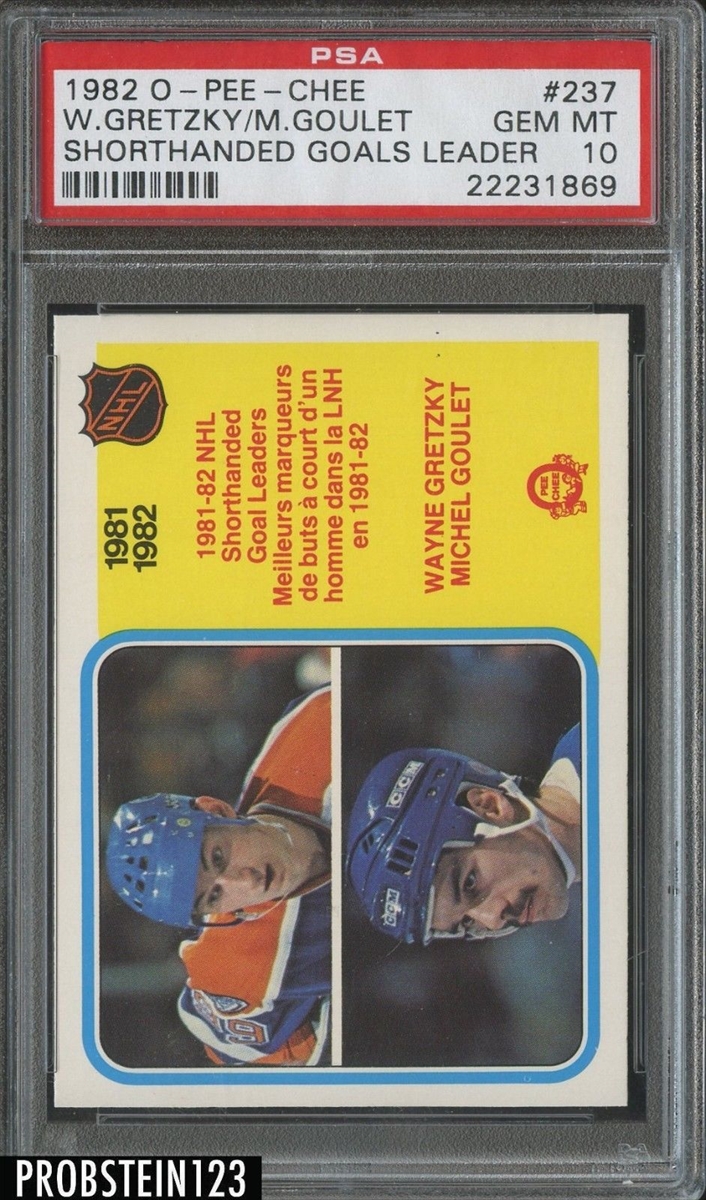 PSA
1982 O-PEE-CHEE #237
W.GRETZKY/M.GOULET GEM MT
SHORTHANDED GOALS LEADER 10
22231869
NHL
1981
1982
1981-82 NHL
Shorthanded
Goal Leaders
Meilleurs marqueurs
de buts à court d'un
homme dans la LNH
en 1981-82
WAYNE GRETZKY
MICHEL GOULET
PEE
CHEE
CCM
CCM
PROBSTEIN123